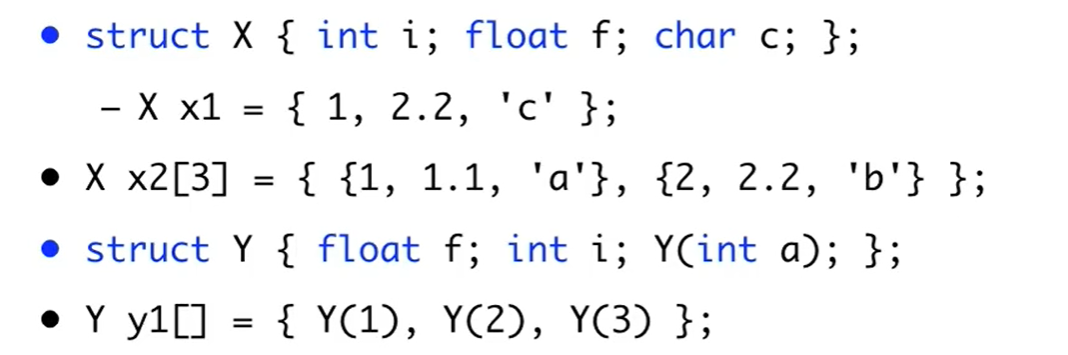 • struct X { int i; float f; char c; };
– X x1 = { 1, 2.2, 'c' };
• X x2[3] = { {1, 1.1, 'a'}, {2, 2.2, 'b'} };
• struct Y { float f; int i; Y(int a); };
• Y y1[] = { Y(1), Y(2), Y(3) };